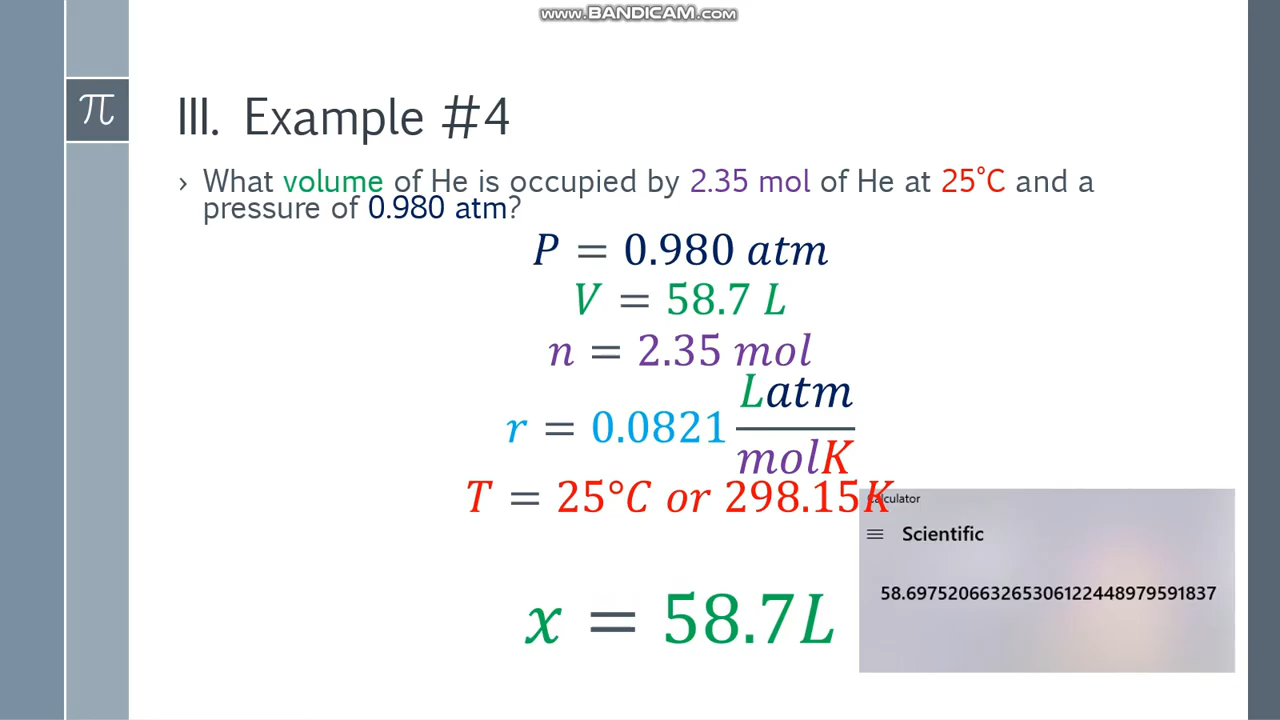 www.BANDICAM.com
π
III. Example #4
› What volume of He is occupied by 2.35 mol of He at 25°C and a
pressure of 0.980 atm?
P = 0.980 atm
V = 58.7 L
n = 2.35 mol
r = 0.0821 Latm/molK
T = 25°C or 298.15K
Calculator
Scientific
58.697520663265306122448979591837
x = 58.7L